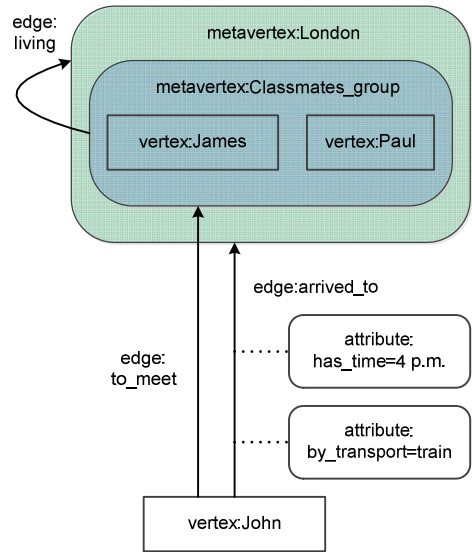 edge:
living
metavertex:London
metavertex:Classmates_group
vertex:James
vertex:Paul
edge:arrived_to
attribute:
has_time=4 p.m.
edge:
to_meet
attribute:
by_transport=train
vertex:John